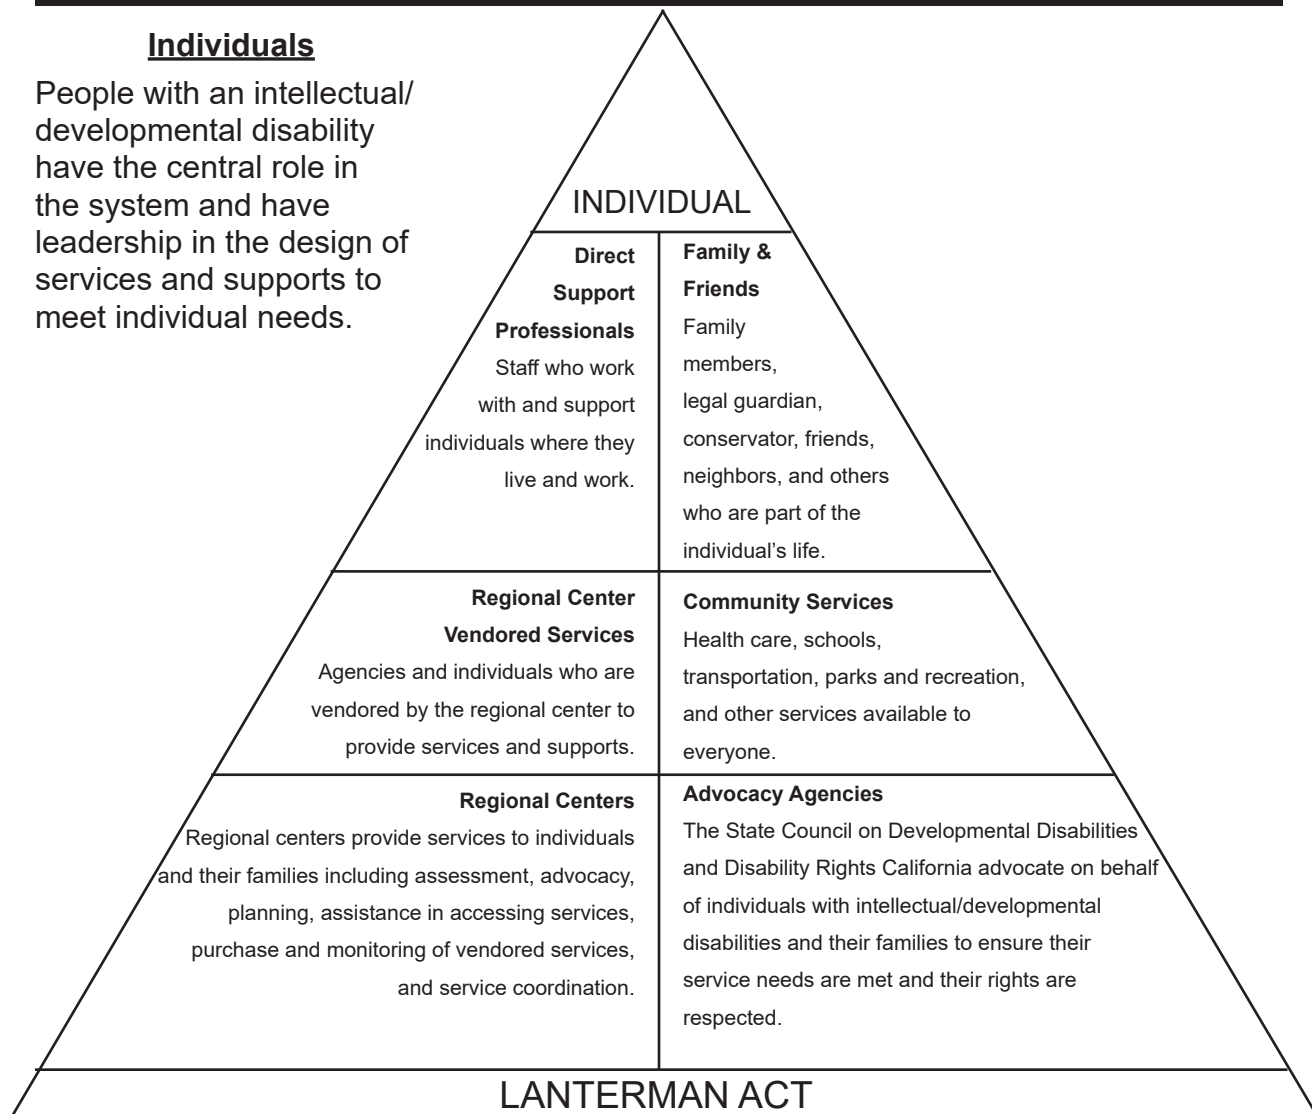 Individuals
People with an intellectual/
developmental disability
have the central role in
the system and have
leadership in the design of
services and supports to
meet individual needs.
INDIVIDUAL
Direct
Support
Professionals
Staff who work
with and support
individuals where they
live and work.
Family &
Friends
Family
members,
legal guardian,
conservator, friends,
neighbors, and others
who are part of the
individual’s life.
Regional Center
Vendored Services
Agencies and individuals who are
vendored by the regional center to
provide services and supports.
Community Services
Health care, schools,
transportation, parks and recreation,
and other services available to
everyone.
Regional Centers
Regional centers provide services to individuals
and their families including assessment, advocacy,
planning, assistance in accessing services,
purchase and monitoring of vendored services,
and service coordination.
Advocacy Agencies
The State Council on Developmental Disabilities
and Disability Rights California advocate on behalf
of individuals with intellectual/developmental
disabilities and their families to ensure their
service needs are met and their rights are
respected.
LANTERMAN ACT